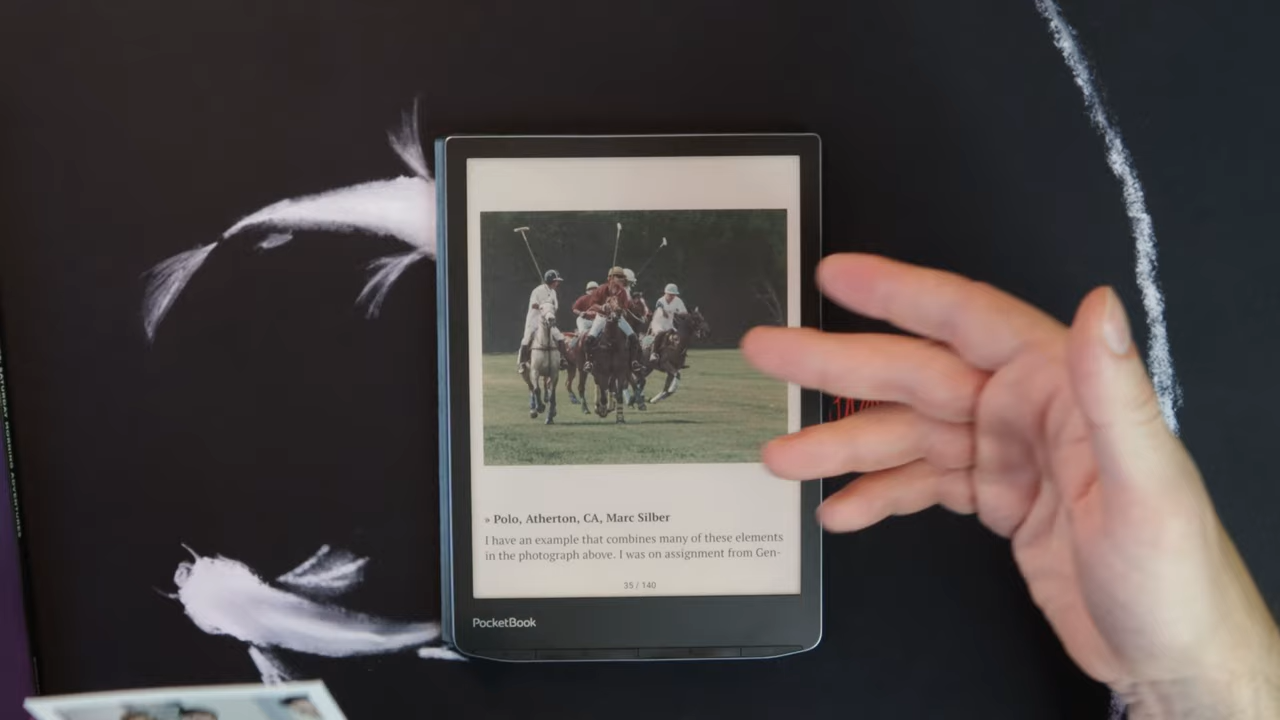 » Polo, Atherton, CA, Marc Silber
I have an example that combines many of these elements
in the photograph above. I was on assignment from Gen-
35 / 140
PocketBook